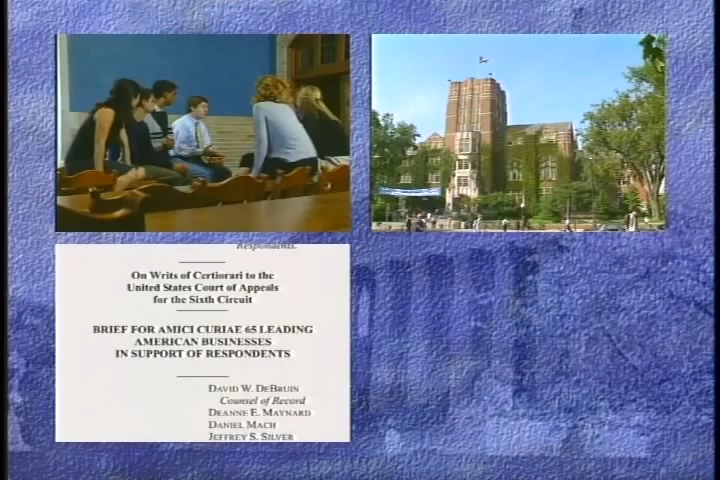 Respondents.
On Writs of Certiorari to the
United States Court of Appeals
for the Sixth Circuit
BRIEF FOR AMICI CURIAE 65 LEADING
AMERICAN BUSINESSES
IN SUPPORT OF RESPONDENTS
DAVID W. DEBRUIN
Counsel of Record
DEANNE E. MAYNARD
DANIEL MACH
JEFFREY S. SILVER